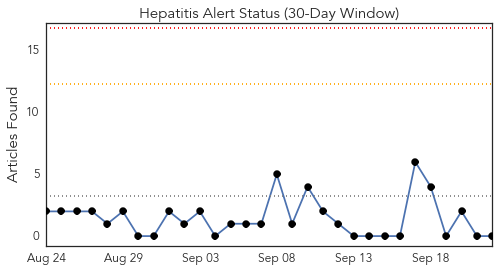 Hepatitis Alert Status (30-Day Window)
Articles Found
15
10
5
0
Aug 24 Aug 29 Sep 03 Sep 08 Sep 13 Sep 18